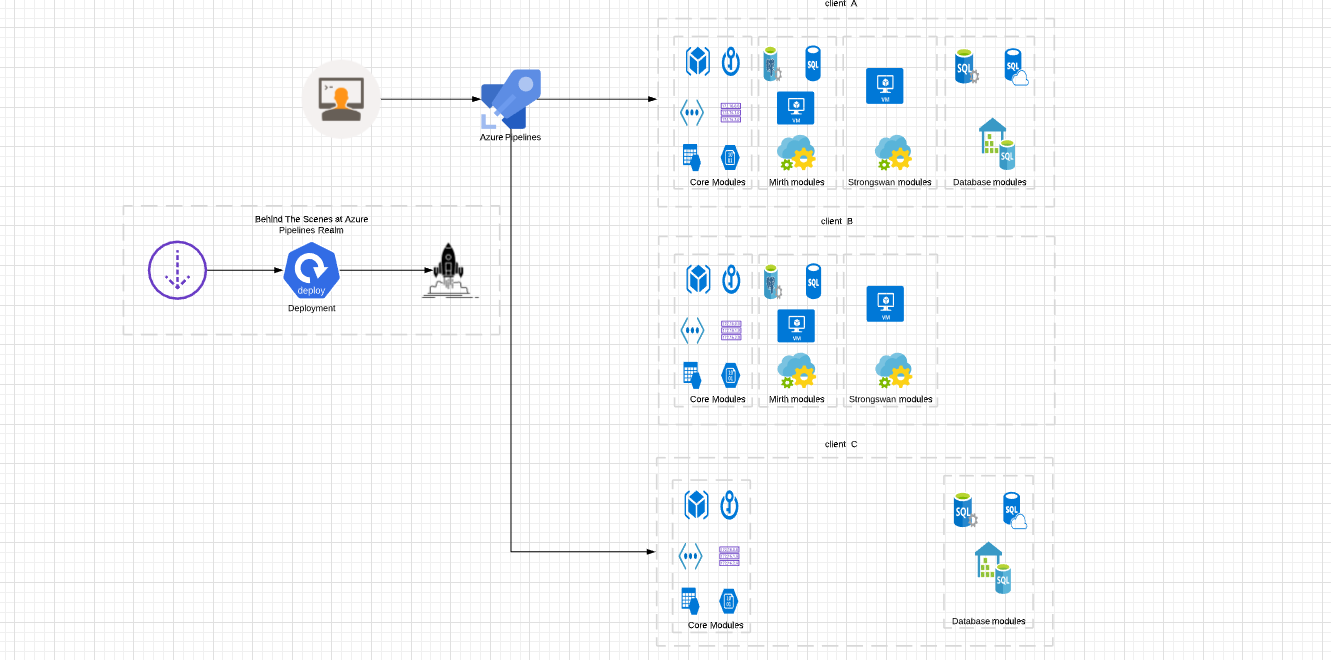 client A
SQL
SQL
SQL
VM
VM
Azure Pipelines
SQL
Core Modules
Mirth modules
Strongswan modules
Database modules
Behind The Scenes at Azure
Pipelines Realm
client B
deploy
Deployment
SQL
VM
VM
Core Modules
Mirth modules
Strongswan modules
client C
SQL
SQL
SQL
Core Modules
Database modules